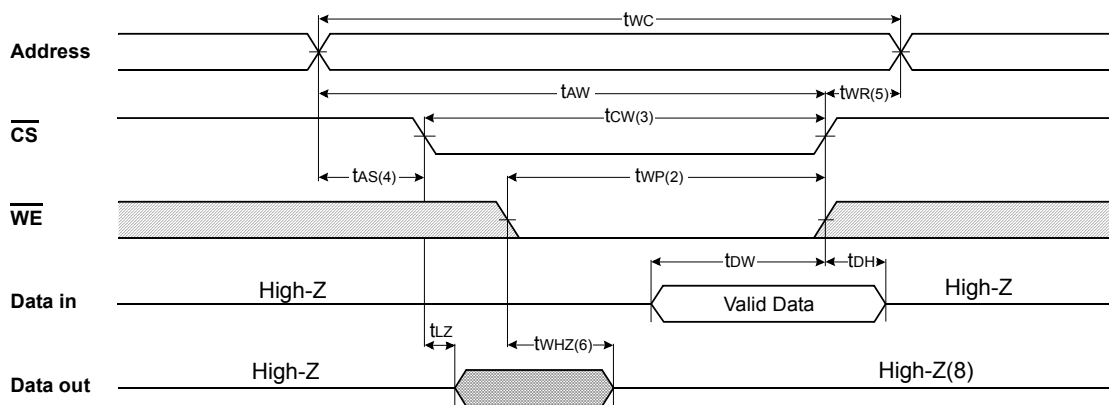 tWC
Address
tAW
tWR(5)
tCW(3)
CS
tAS(4)
tWP(2)
WE
tDW
tDH
High-Z
Data in
Valid Data
High-Z
tLZ
tWHZ(6)
High-Z
Data out
High-Z(8)